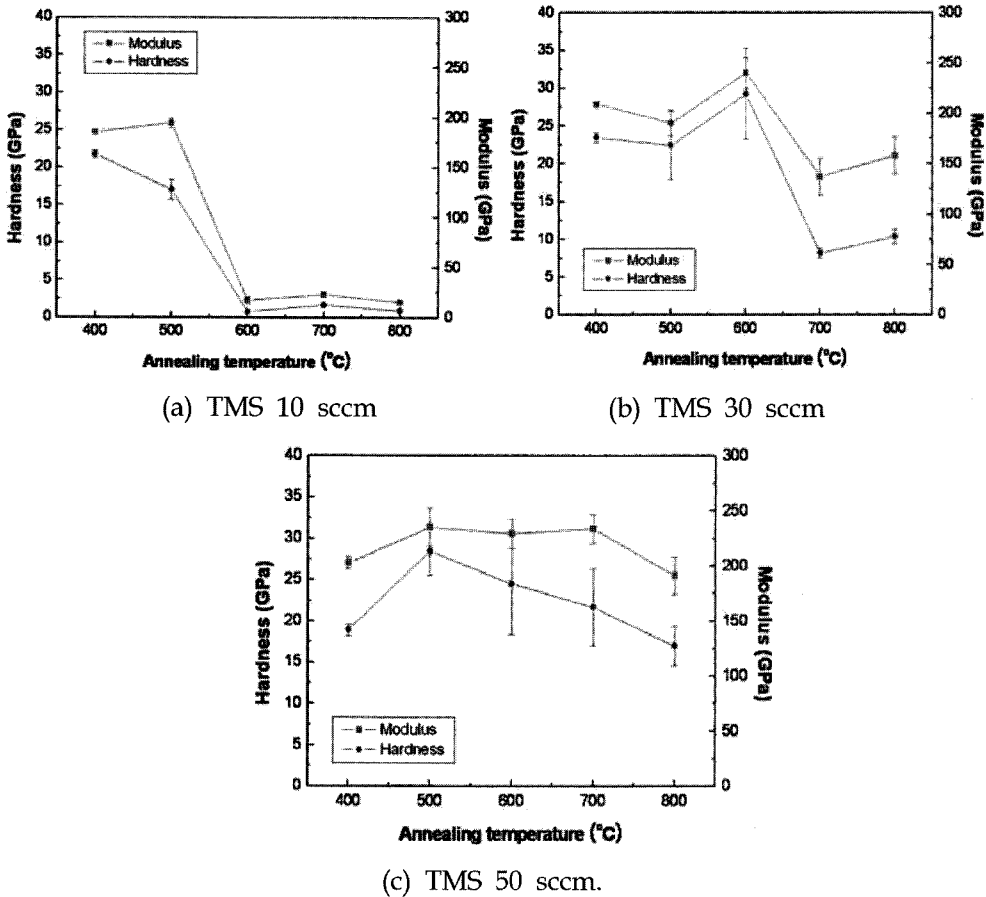 40
35
30
25
20
15
10
5
0
300
250
200
150
100
50
0
Hardness (GPa)
Modulus (GPa)
Modulus
Hardness
400 500 600 700 800
Annealing temperature (°C)
(a) TMS 10 sccm
40
35
30
25
20
15
10
5
0
300
250
200
150
100
50
0
Hardness (GPa)
Modulus (GPa)
Modulus
Hardness
400 500 600 700 800
Annealing temperature (°C)
(b) TMS 30 sccm
40
35
30
25
20
15
10
5
0
300
250
200
150
100
50
0
Hardness (GPa)
Modulus (GPa)
Modulus
Hardness
400 500 600 700 800
Annealing temperature (°C)
(c) TMS 50 sccm.